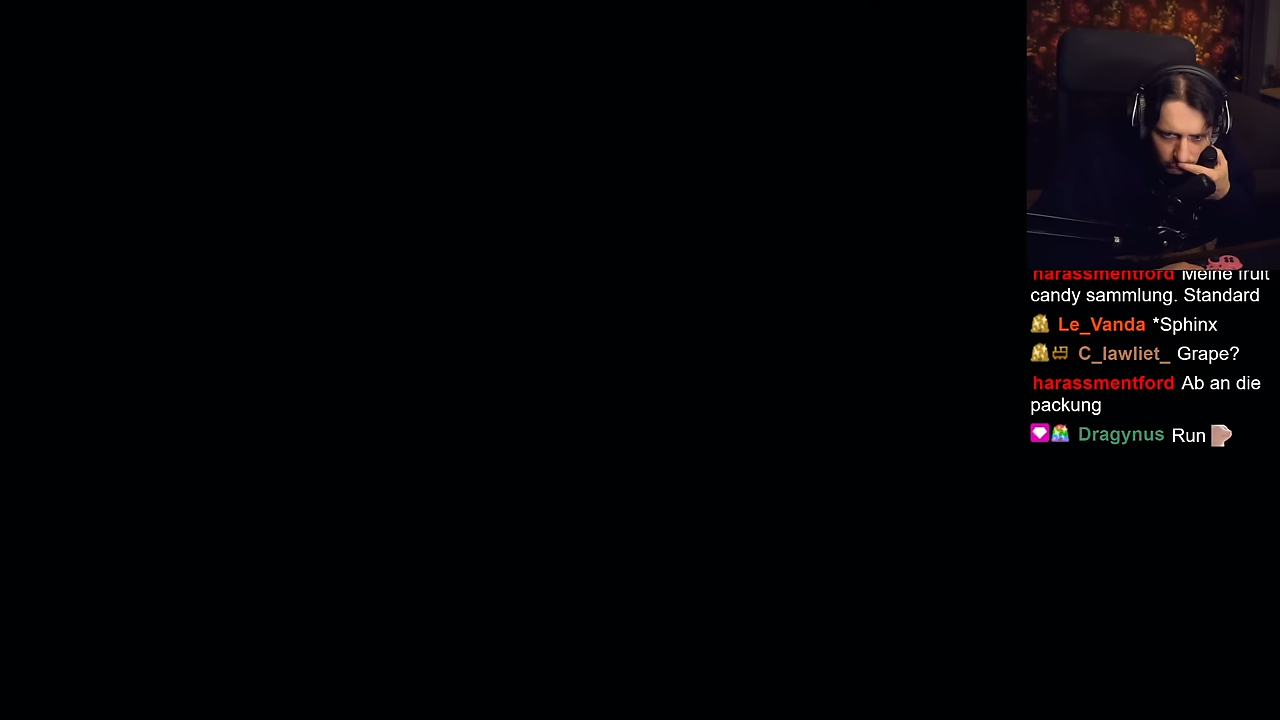 harassmentford Meine fruit
candy sammlung. Standard
Le_Vanda *Sphinx
C_lawliet_ Grape?
harassmentford Ab an die
packung
Dragynus Run